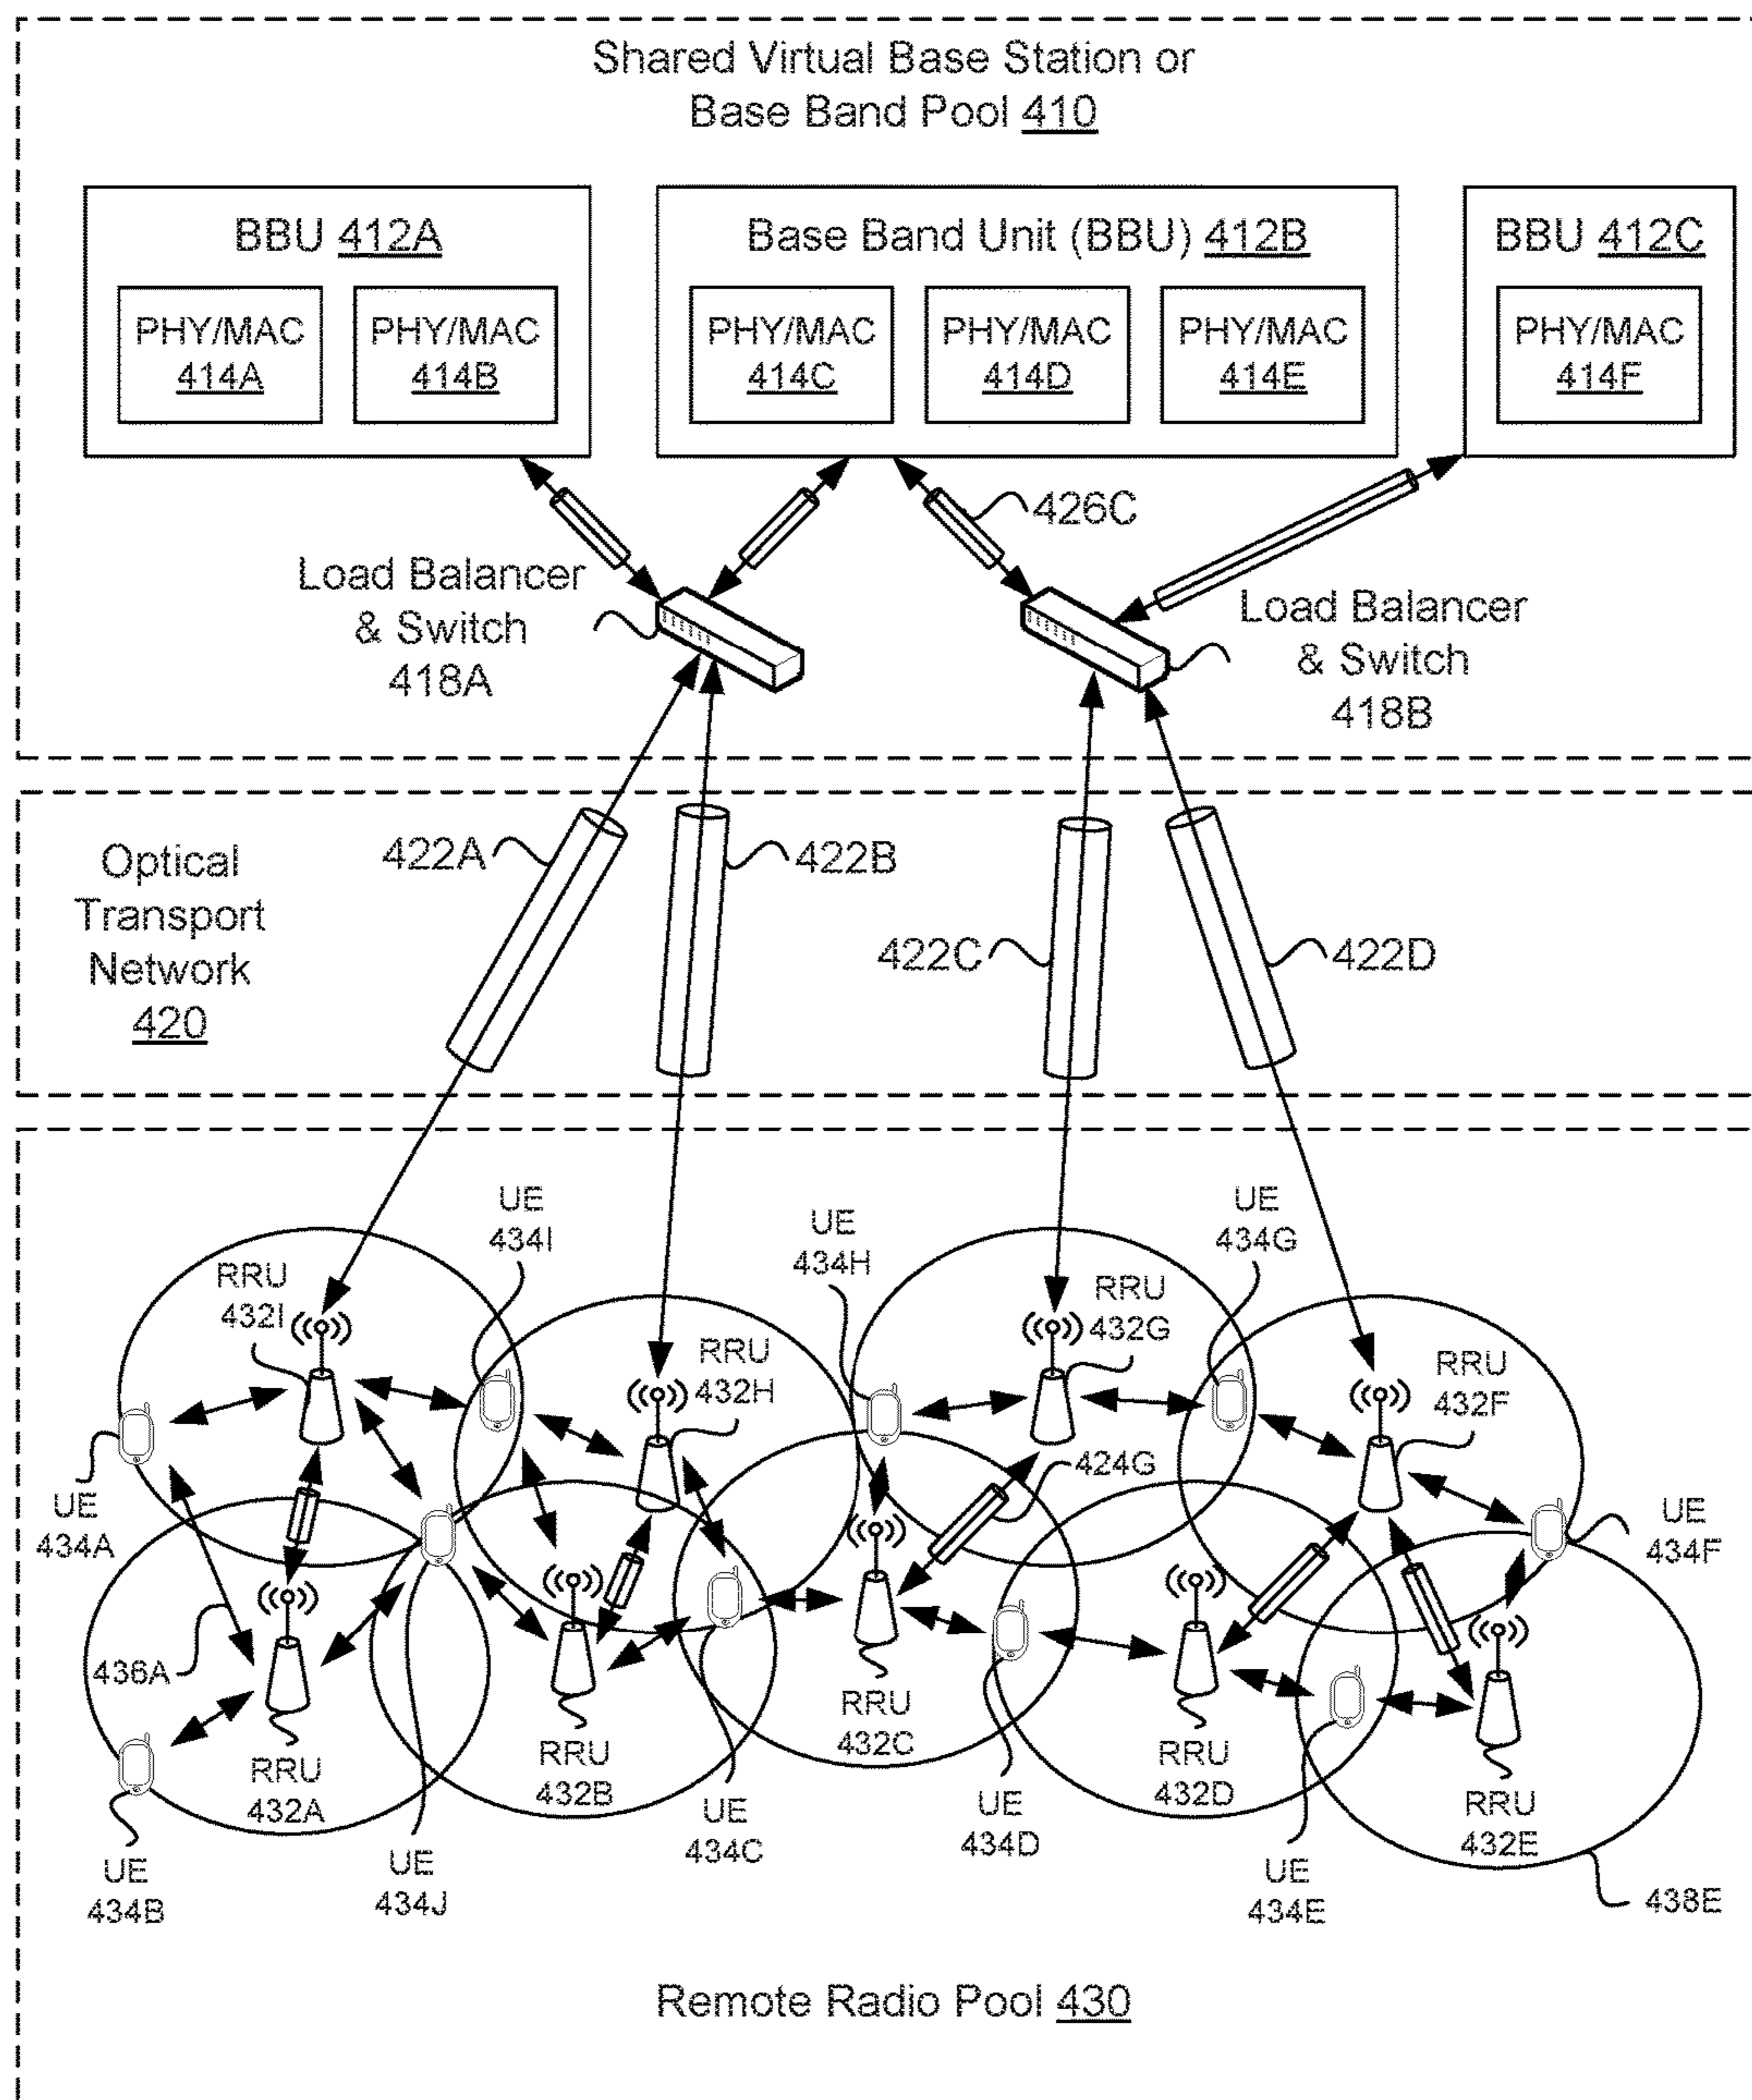 Shared Virtual Base Station or
Base Band Pool 410
BBU 412A
PHY/MAC
414A
PHY/MAC
414B
Base Band Unit (BBU) 412B
PHY/MAC
414C
PHY/MAC
414D
PHY/MAC
414E
BBU 412C
PHY/MAC
414F
426C
Load Balancer
& Switch
418A
Load Balancer
& Switch
418B
Optical
Transport
Network
420
422A
422B
422C
422D
UE
434I
UE
434H
UE
434G
RRU
432I
RRU
432H
RRU
432G
RRU
432F
424G
UE
434A
UE
434F
436A
RRU
432A
RRU
432B
RRU
432C
RRU
432D
RRU
432E
UE
434B
UE
434J
UE
434C
UE
434D
UE
434E
438E
Remote Radio Pool 430